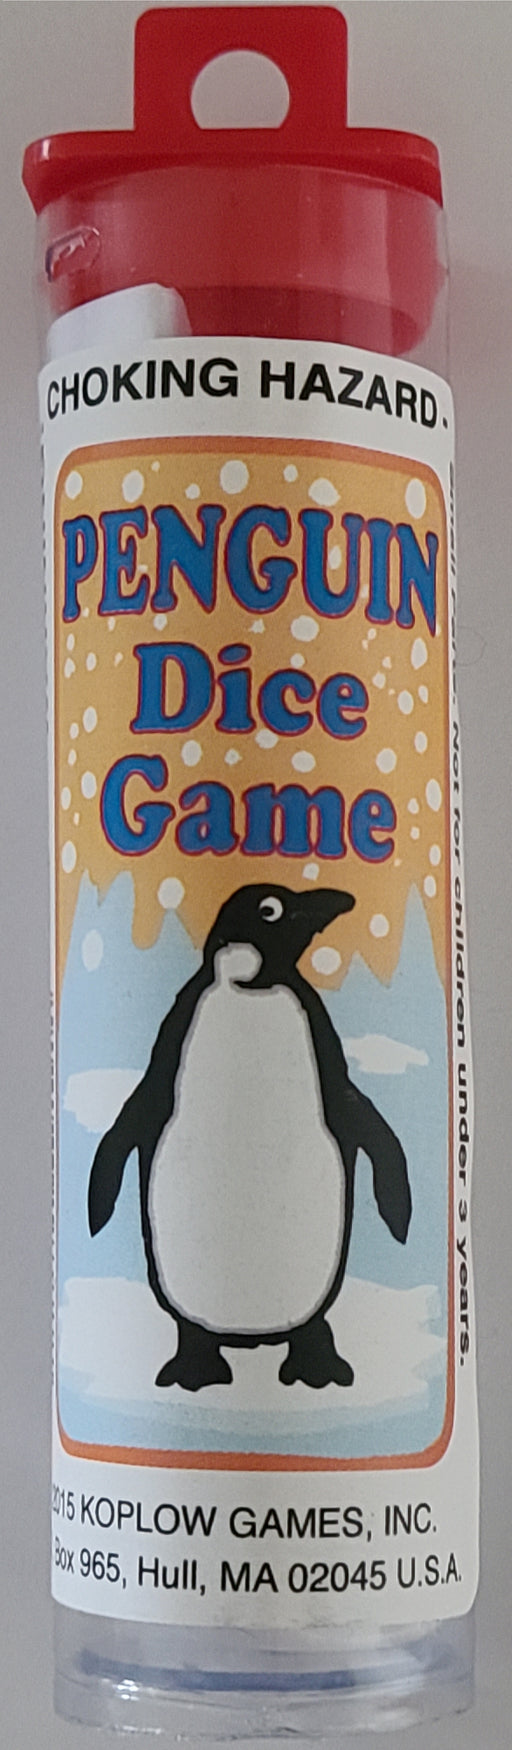 CHOKING HAZARD-
PENGUIN
Dice
Game
Small parts. Not for children under 3 years.
2015 KOPLOW GAMES, INC.
Box 965, Hull, MA 02045 U.S.A.